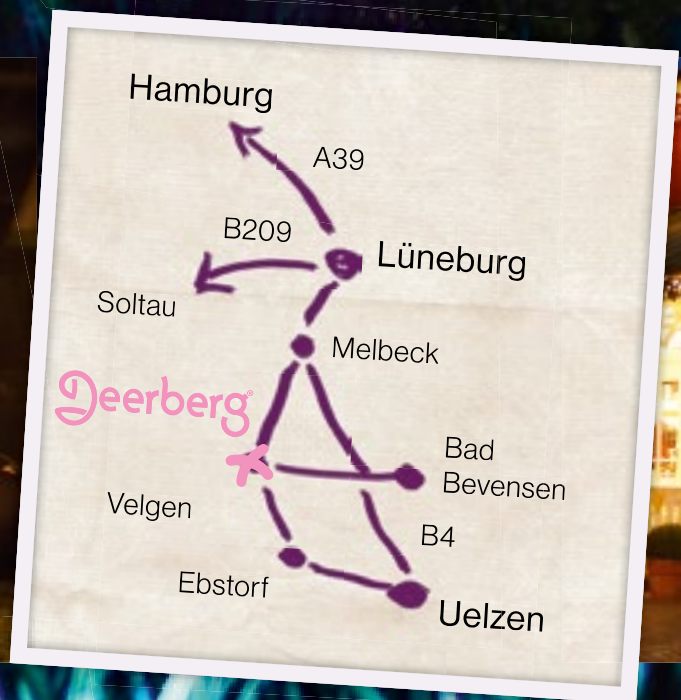 Hamburg
A39
B209
Lüneburg
Soltau
Melbeck
Deerberg®
Bad
Bevensen
Velgen
B4
Ebstorf
Uelzen